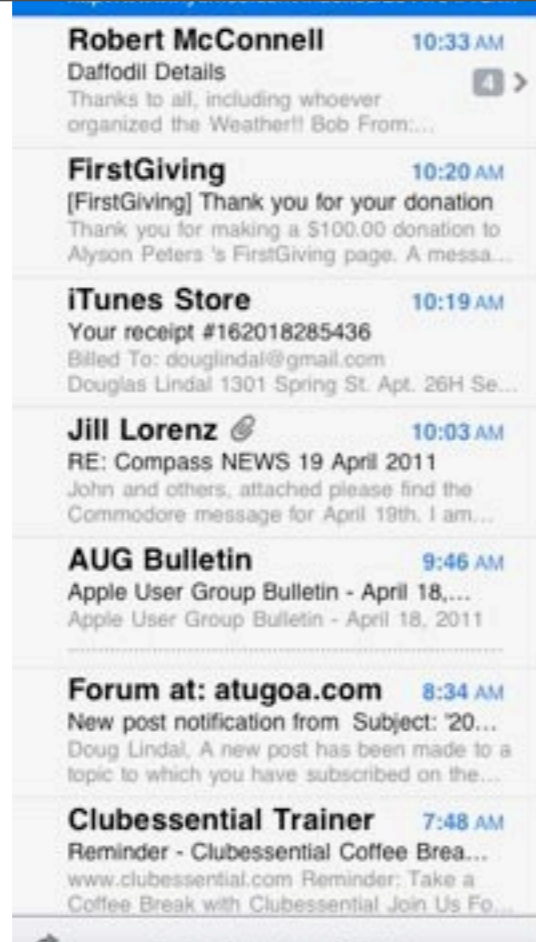 Robert McConnell 10:33 AM
Daffodil Details
4
Thanks to all, including whoever
organized the Weather!! Bob From:...
FirstGiving 10:20 AM
[FirstGiving] Thank you for your donation
Thank you for making a $100.00 donation to
Alyson Peters 's FirstGiving page. A messa...
iTunes Store 10:19 AM
Your receipt #162018285436
Billed To: douglindal@gmail.com
Douglas Lindal 1301 Spring St. Apt. 26H Se...
Jill Lorenz 10:03 AM
RE: Compass NEWS 19 April 2011
John and others, attached please find the
Commodore message for April 19th. I am...
AUG Bulletin 9:46 AM
Apple User Group Bulletin - April 18,...
Apple User Group Bulletin - April 18, 2011
Forum at: atugoa.com 8:34 AM
New post notification from Subject: '20...
Doug Lindal, A new post has been made to a
topic to which you have subscribed on the...
Clubessential Trainer 7:48 AM
Reminder - Clubessential Coffee Brea...
www.clubessential.com Reminder: Take a
Coffee Break with Clubessential Join Us Fo...